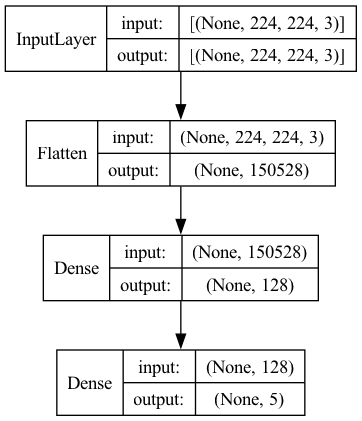 InputLayer
input:
[(None, 224, 224, 3)]
output:
[(None, 224, 224, 3)]
Flatten
input:
(None, 224, 224, 3)
output:
(None, 150528)
Dense
input:
(None, 150528)
output:
(None, 128)
Dense
input:
(None, 128)
output:
(None, 5)